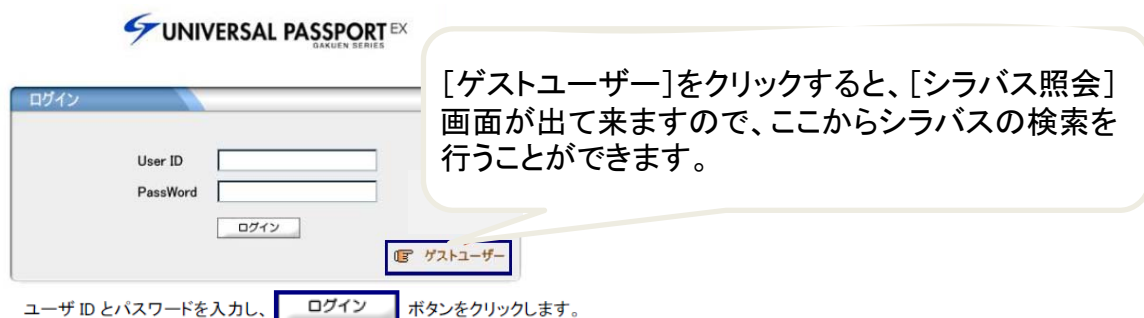 UNIVERSAL PASSPORT EX
GAKUEN SERIES
[ゲストユーザー]をクリックすると、[シラバス照会]
画面が出て来ますので、ここからシラバスの検索を
行うことができます。
ログイン
User ID
PassWord
ログイン
ゲストユーザー
ユーザ ID とパスワードを入力し、 ログイン ボタンをクリックします。